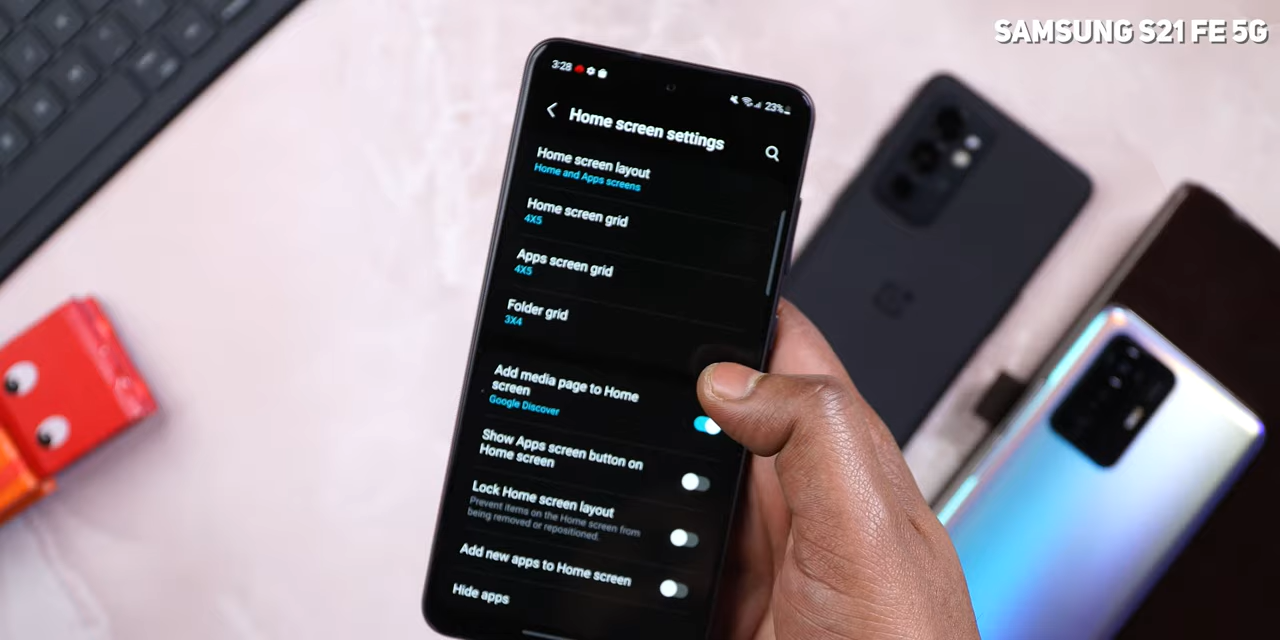 SAMSUNG S21 FE 5G
3:28
23%
Home screen settings
Home screen layout
Home and Apps screens
Home screen grid
4X5
Apps screen grid
4X5
Folder grid
3X4
Add media page to Home
screen
Google Discover
Show Apps screen button on
Home screen
Lock Home screen layout
Prevent items on the Home screen from
being removed or repositioned.
Add new apps to Home screen
Hide apps